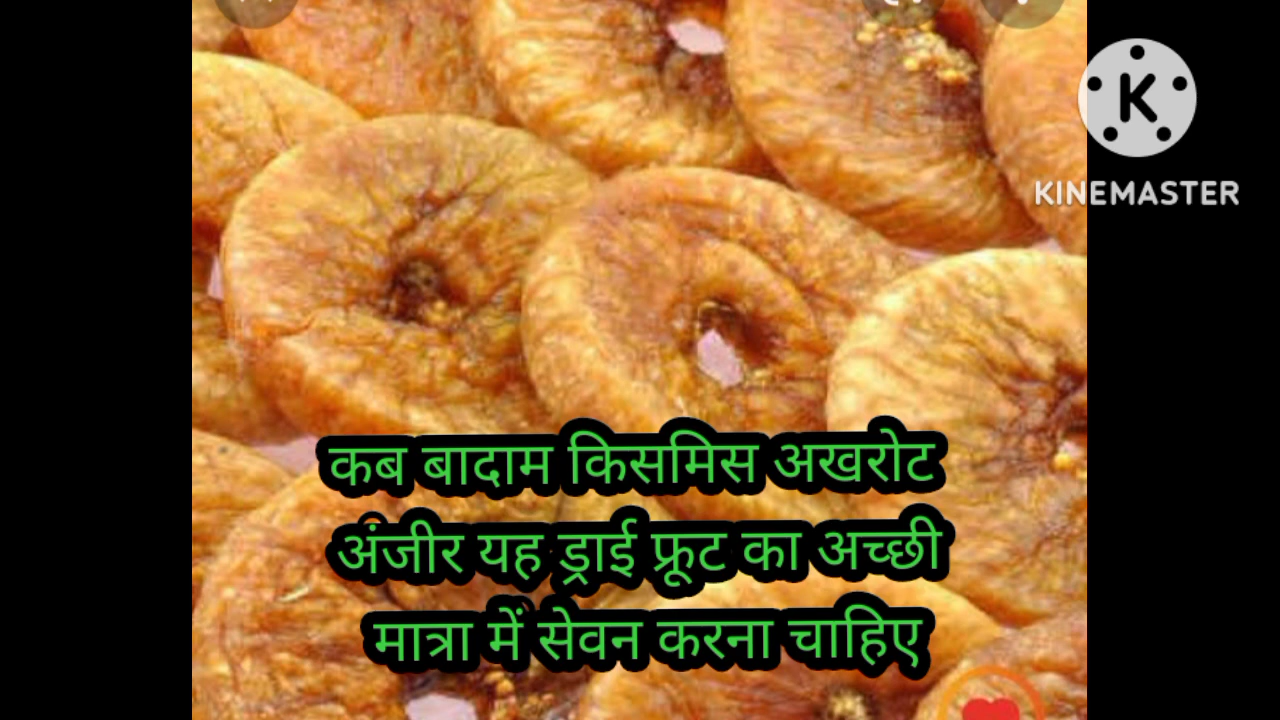 KINEMASTER
कब बादाम किसमिस अखरोट
अंजीर यह ड्राई फ्रूट का अच्छी
मात्रा में सेवन करना चाहिए